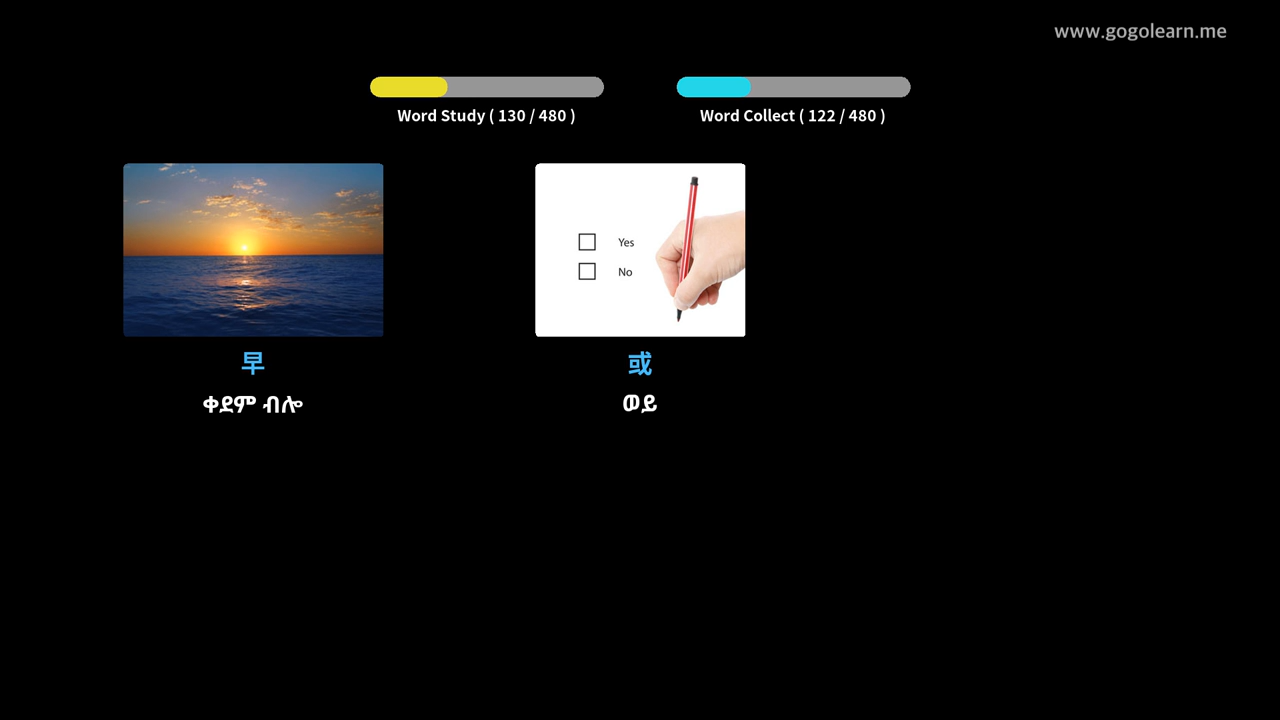 www.gogolearn.me
Word Study ( 130 / 480 )
Word Collect ( 122 / 480 )
Yes
No
早
ቀደም ብሎ
或
ወይ